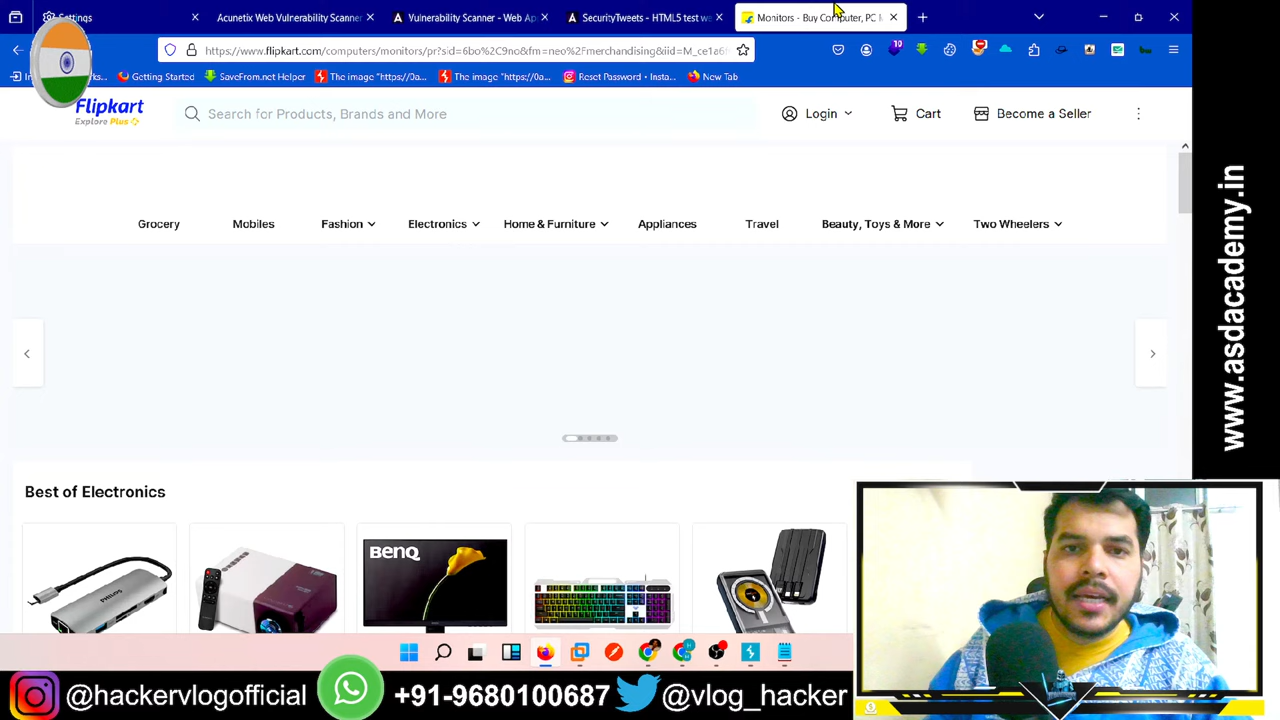 Settings
Acunetix Web Vulnerability Scanner
Vulnerability Scanner - Web Ap
SecurityTweets - HTML5 test we
Monitors - Buy Computer, PC M
https://www.flipkart.com/computers/monitors/pr?sid=6bo%2C9no&fm=neo%2Fmerchandising&iid=M_ce1a6
10
Getting Started
SaveFrom.net Helper
The image "https://0a
The image "https://0a
Reset Password • Insta...
New Tab
Flipkart
Explore Plus
Search for Products, Brands and More
Login
Cart
Become a Seller
Grocery
Mobiles
Fashion
Electronics
Home & Furniture
Appliances
Travel
Beauty, Toys & More
Two Wheelers
Best of Electronics
PHILIPS
BenQ
www.asdacademy.in
@hackervlogofficial
+91-9680100687
@vlog_hacker